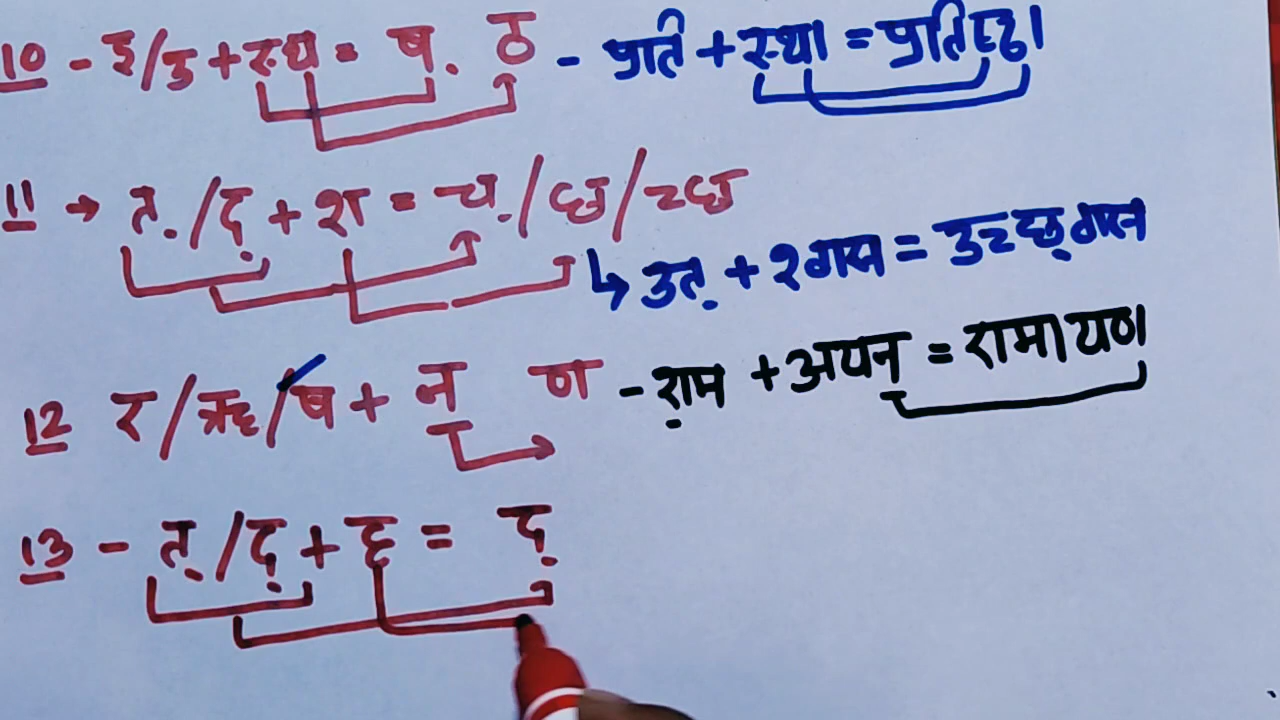 10 - इ/उ + स्थ = ष् ठ - प्रति + स्था = प्रतिष्ठा
11 → त्/द् + श = च्/छ/च्छ
↳ उत् + श्वास = उच्छ्वास
12 र/ऋ/ष + न ण - राम + अयन = रामायण
13 - त्/द् + ह = द्